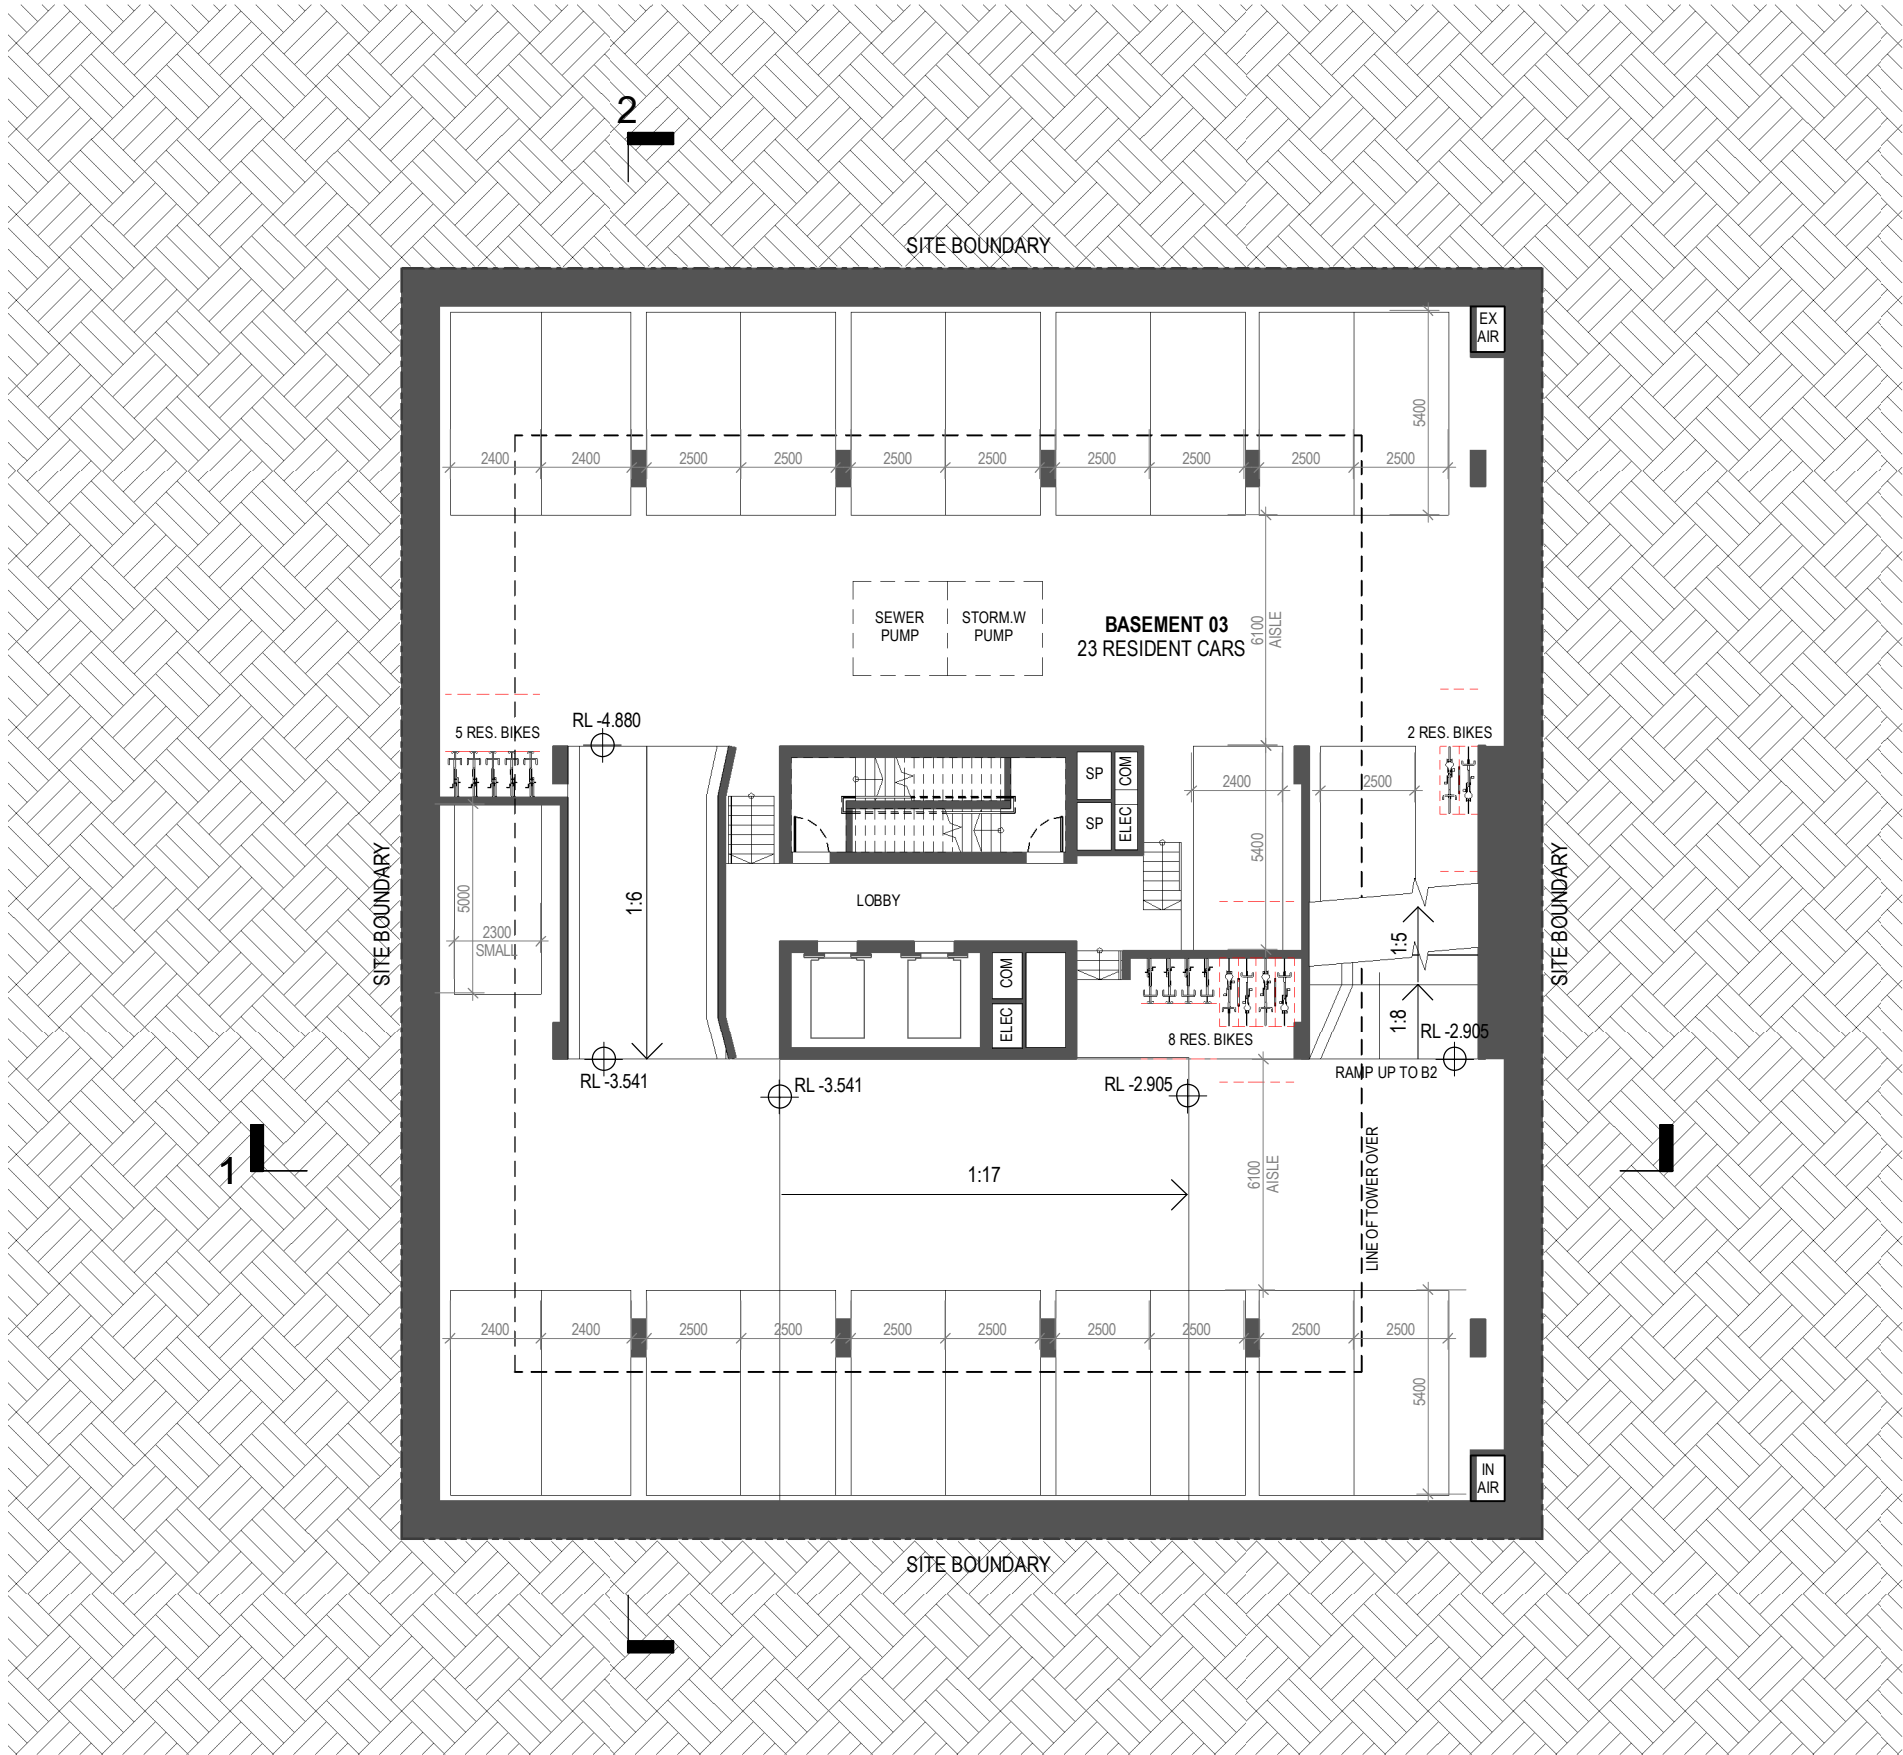 2
SITE BOUNDARY
EX
AIR
5400
2400
2400
2500
2500
2500
2500
2500
2500
2500
2500
SEWER
PUMP
STORM.W
PUMP
BASEMENT 03
23 RESIDENT CARS
6100
AISLE
5 RES. BIKES
RL -4.880
2 RES. BIKES
SP
COM
2400
2500
SP
ELEC
5400
SITE BOUNDARY
5000
1:6
LOBBY
2300
SMALL
1:5
SITE BOUNDARY
COM
ELEC
1:8
RL -2.905
8 RES. BIKES
RAMP UP TO B2
RL -3.541
RL -3.541
RL -2.905
1
1:17
6100
AISLE
LINE OF TOWER OVER
2400
2400
2500
2500
2500
2500
2500
2500
2500
2500
5400
IN
AIR
SITE BOUNDARY